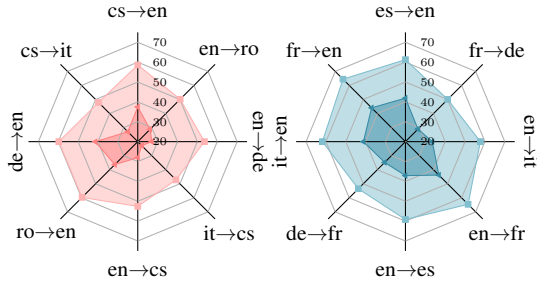 cs→en
en→ro
en→de
it→cs
en→cs
ro→en
de→en
cs→it
70
60
50
40
30
20
es→en
fr→de
en→it
en→fr
en→es
de→fr
it→en
fr→en
70
60
50
40
30
20